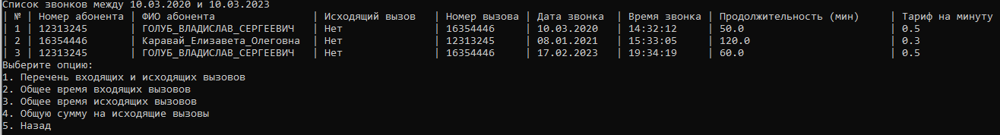 Список звонков между 10.03.2020 и 10.03.2023
| № | Номер абонента | ФИО абонента | Исходящий вызов | Номер вызова | Дата звонка | Время звонка | Продолжительность (мин) | Тариф на минуту
| 1 | 12313245 | ГОЛУБ_ВЛАДИСЛАВ_СЕРГЕЕВИЧ | Нет | 16354446 | 10.03.2020 | 14:32:12 | 50.0 | 0.5
| 2 | 16354446 | Каравай_Елизавета_Олеговна | Нет | 12313245 | 08.01.2021 | 15:33:05 | 120.0 | 0.3
| 3 | 12313245 | ГОЛУБ_ВЛАДИСЛАВ_СЕРГЕЕВИЧ | Нет | 16354446 | 17.02.2023 | 19:34:19 | 60.0 | 0.5
Выберите опцию:
1. Перечень входящих и исходящих вызовов
2. Общее время входящих вызовов
3. Общее время исходящих вызовов
4. Общую сумму на исходящие вызовы
5. Назад